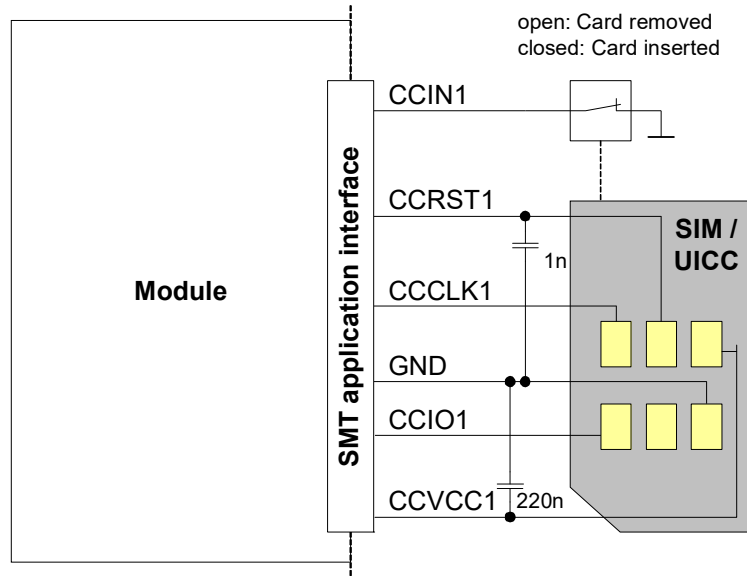 open: Card removed
closed: Card inserted
CCIN1
CCRST1
SIM /
UICC
1n
Module
SMT application interface
CCCLK1
GND
CCIO1
220n
CCVCC1